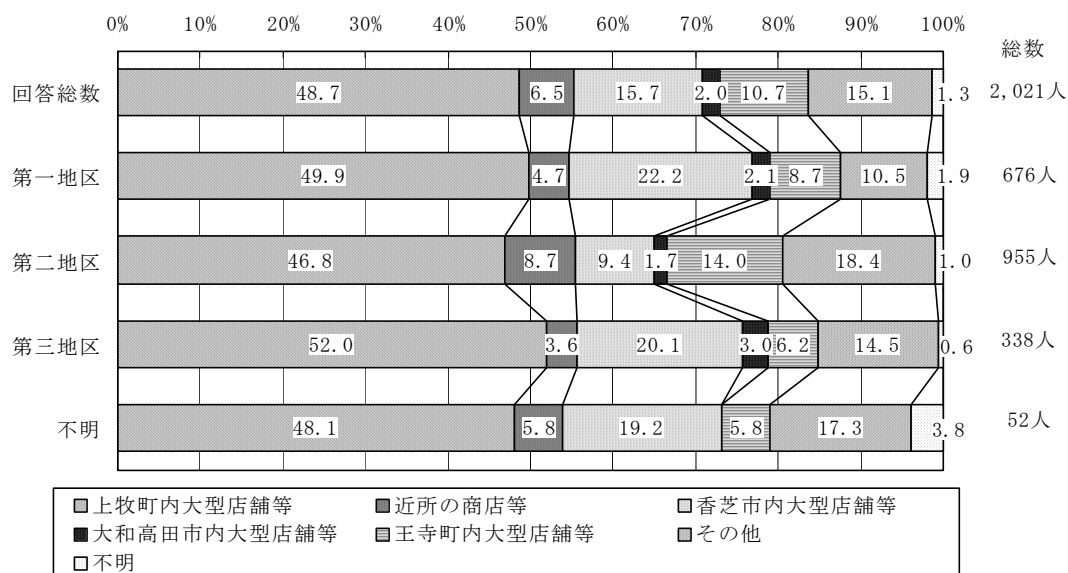 0% 10% 20% 30% 40% 50% 60% 70% 80% 90% 100%
総数
回答総数 48.7 6.5 15.7 2.0 10.7 15.1 1.3 2,021人
第一地区 49.9 4.7 22.2 2.1 8.7 10.5 1.9 676人
第二地区 46.8 8.7 9.4 1.7 14.0 18.4 1.0 955人
第三地区 52.0 3.6 20.1 3.0 6.2 14.5 0.6 338人
不明 48.1 5.8 19.2 5.8 17.3 3.8 52人
上牧町内大型店舗等 近所の商店等 香芝市内大型店舗等
大和高田市内大型店舗等 王寺町内大型店舗等 その他
不明